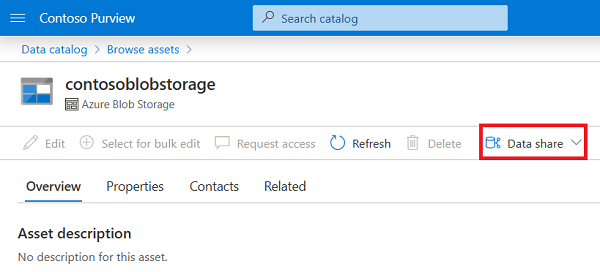 Contoso Purview
Search catalog
Data catalog > Browse assets >
contosoblobstorage
Azure Blob Storage
Edit Select for bulk edit Request access Refresh Delete Data share
Overview Properties Contacts Related
Asset description
No description for this asset.